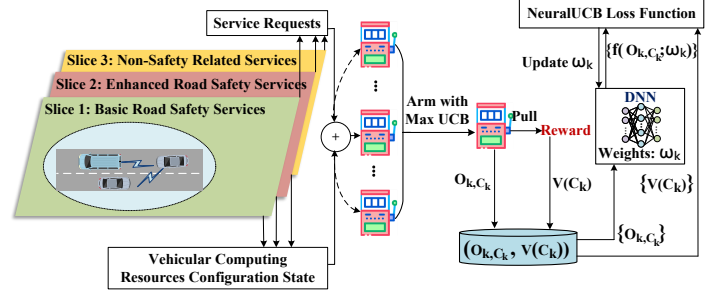 Service Requests
NeuralUCB Loss Function
Slice 3: Non-Safety Related Services
Slice 2: Enhanced Road Safety Services
Slice 1: Basic Road Safety Services
+
Arm with
Max UCB
Pull
Reward
Update ω_k
{f( O_{k,C_k}; ω_k)}
DNN
Weights: ω_k
O_{k,C_k}
V(C_k)
{V(C_k)}
{O_{k,C_k}}
(O_{k,C_k}, V(C_k))
Vehicular Computing
Resources Configuration State